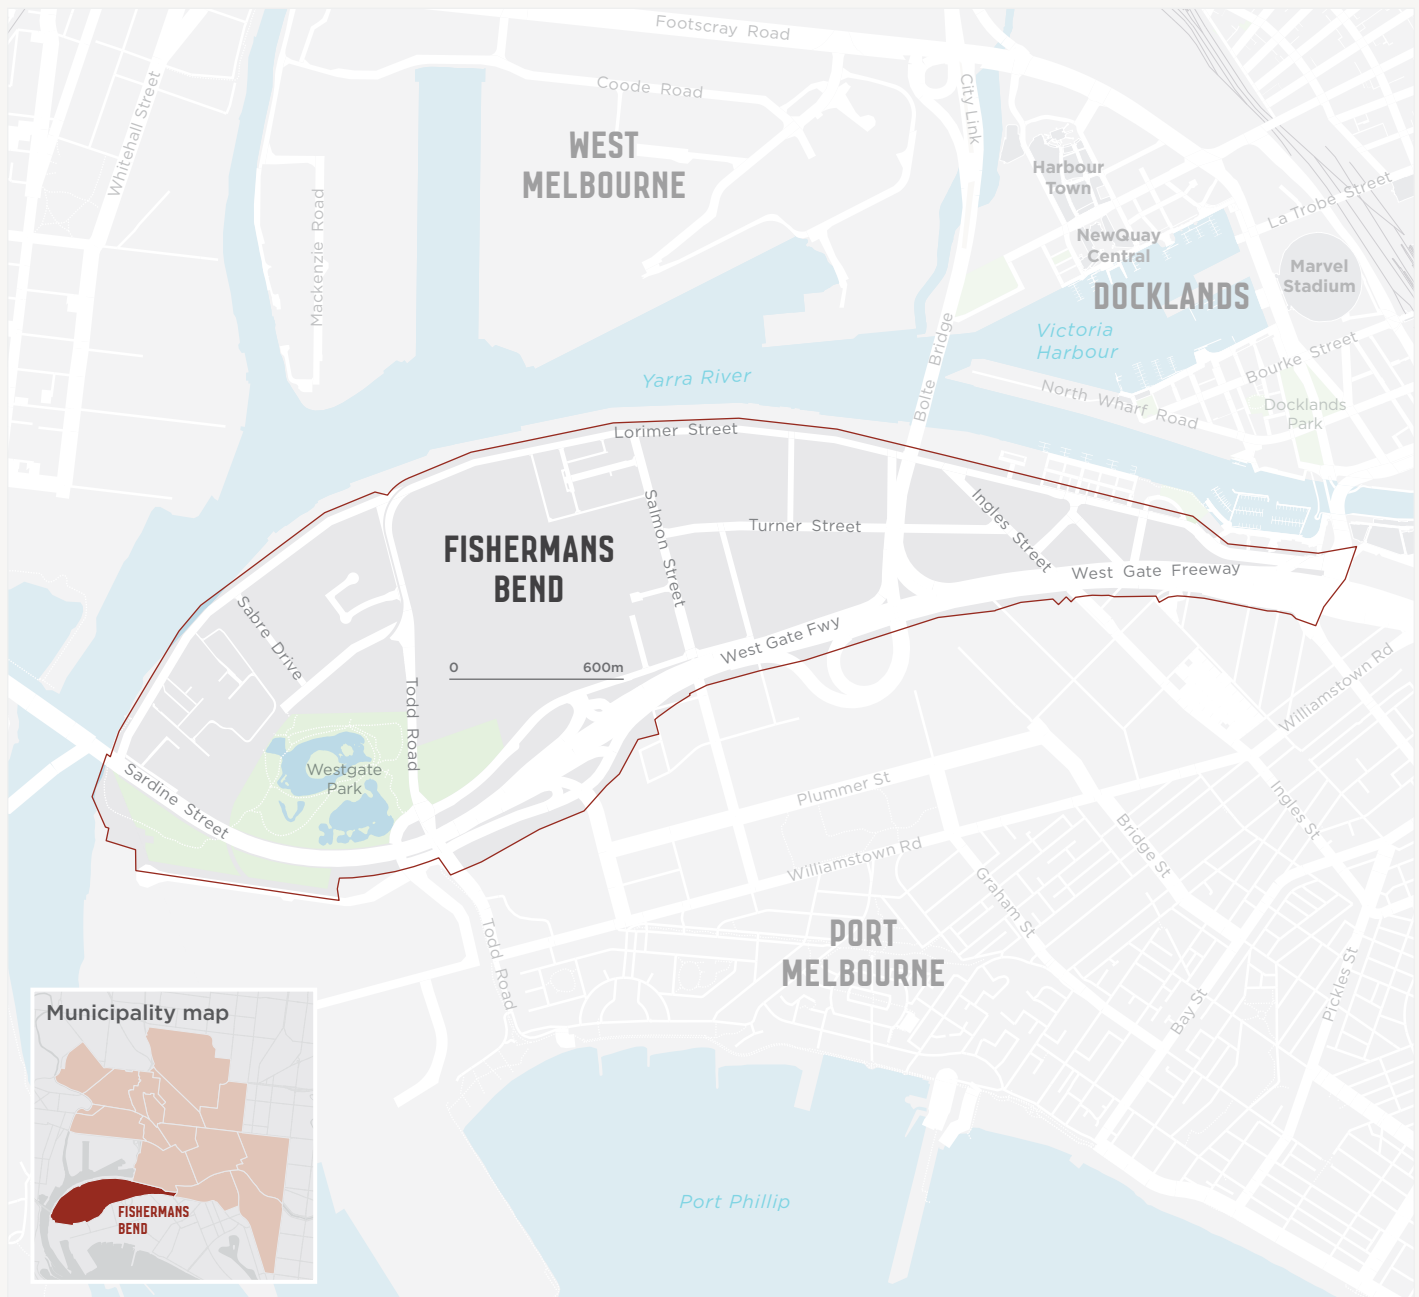 Footscray Road
Coode Road
City Link
Whitehall Street
WEST
MELBOURNE
Harbour
Town
La Trobe Street
Mackenzie Road
NewQuay
Central
Marvel
Stadium
DOCKLANDS
Victoria
Harbour
Bolte Bridge
Bourke Street
Yarra River
North Wharf Road
Docklands
Park
Lorimer Street
Salmon Street
Ingles Street
Turner Street
FISHERMANS
BEND
West Gate Freeway
Sabre Drive
West Gate Fwy
0
600m
Williamstown Rd
Todd Road
Westgate
Park
Sardine Street
Plummer St
Ingles St
Bridge St
Williamstown Rd
Graham St
PORT
MELBOURNE
Todd Road
Pickles St
Bay St
Municipality map
FISHERMANS
BEND
Port Phillip